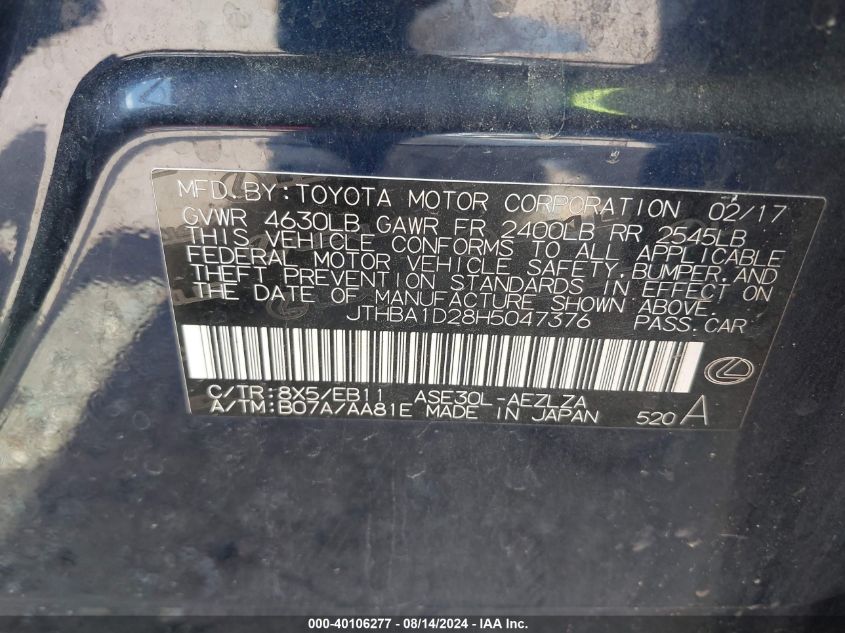 MFD. BY: TOYOTA MOTOR CORPORATION 02/17
GVWR 4630LB GAWR FR 2400LB RR 2545LB
THIS VEHICLE CONFORMS TO ALL APPLICABLE
FEDERAL MOTOR VEHICLE SAFETY, BUMPER, AND
THEFT PREVENTION STANDARDS IN EFFECT ON
THE DATE OF MANUFACTURE SHOWN ABOVE.
JTHBA1D28H5047376 PASS. CAR
C/TR: 8X5/EB11 ASE30L-AEZLZA
A/TM: B07A/AA81E MADE IN JAPAN 520 A
000-40106277 - 08/14/2024 - IAA Inc.